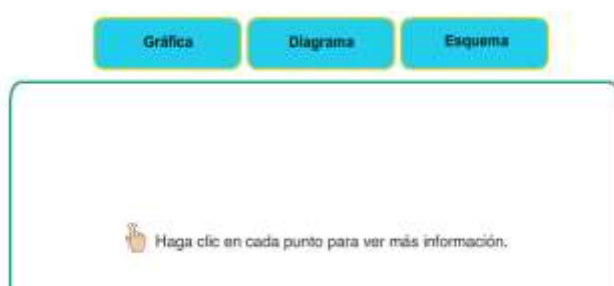 Gráfica Diagrama Esquema
Haga clic en cada punto para ver más información.